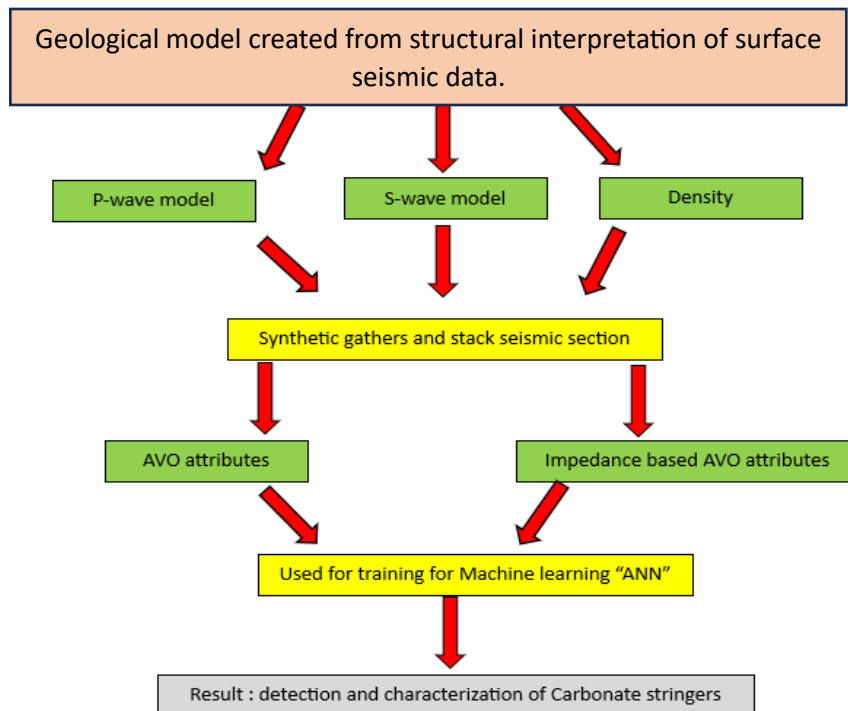 Geological model created from structural interpretation of surface
seismic data.
P-wave model
S-wave model
Density
Synthetic gathers and stack seismic section
AVO attributes
Impedance based AVO attributes
Used for training for Machine learning “ANN”
Result : detection and characterization of Carbonate stringers